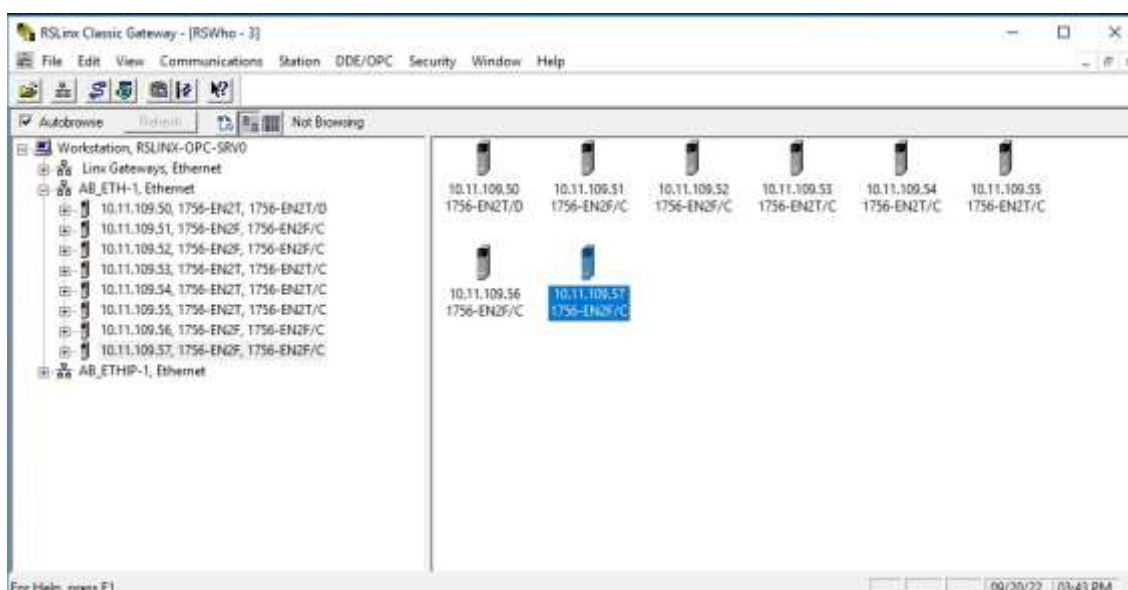 RSLinx Classic Gateway - [RSWho - 3]
File Edit View Communications Station DDE/OPC Security Window Help
Autobrowse Refresh Not Browsing
Workstation, RSLINX-OPC-SRV0
Linx Gateways, Ethernet
AB_ETH-1, Ethernet
10.11.109.50, 1756-EN2T, 1756-EN2T/D
10.11.109.51, 1756-EN2F, 1756-EN2F/C
10.11.109.52, 1756-EN2F, 1756-EN2F/C
10.11.109.53, 1756-EN2T, 1756-EN2T/C
10.11.109.54, 1756-EN2T, 1756-EN2T/C
10.11.109.55, 1756-EN2T, 1756-EN2T/C
10.11.109.56, 1756-EN2F, 1756-EN2F/C
10.11.109.57, 1756-EN2F, 1756-EN2F/C
AB_ETHIP-1, Ethernet
10.11.109.50 10.11.109.51 10.11.109.52 10.11.109.53 10.11.109.54 10.11.109.55
1756-EN2T/D 1756-EN2F/C 1756-EN2F/C 1756-EN2T/C 1756-EN2T/C 1756-EN2T/C
10.11.109.56 10.11.109.57
1756-EN2F/C 1756-EN2F/C
For Help, press F1 09/20/22 03:43 PM